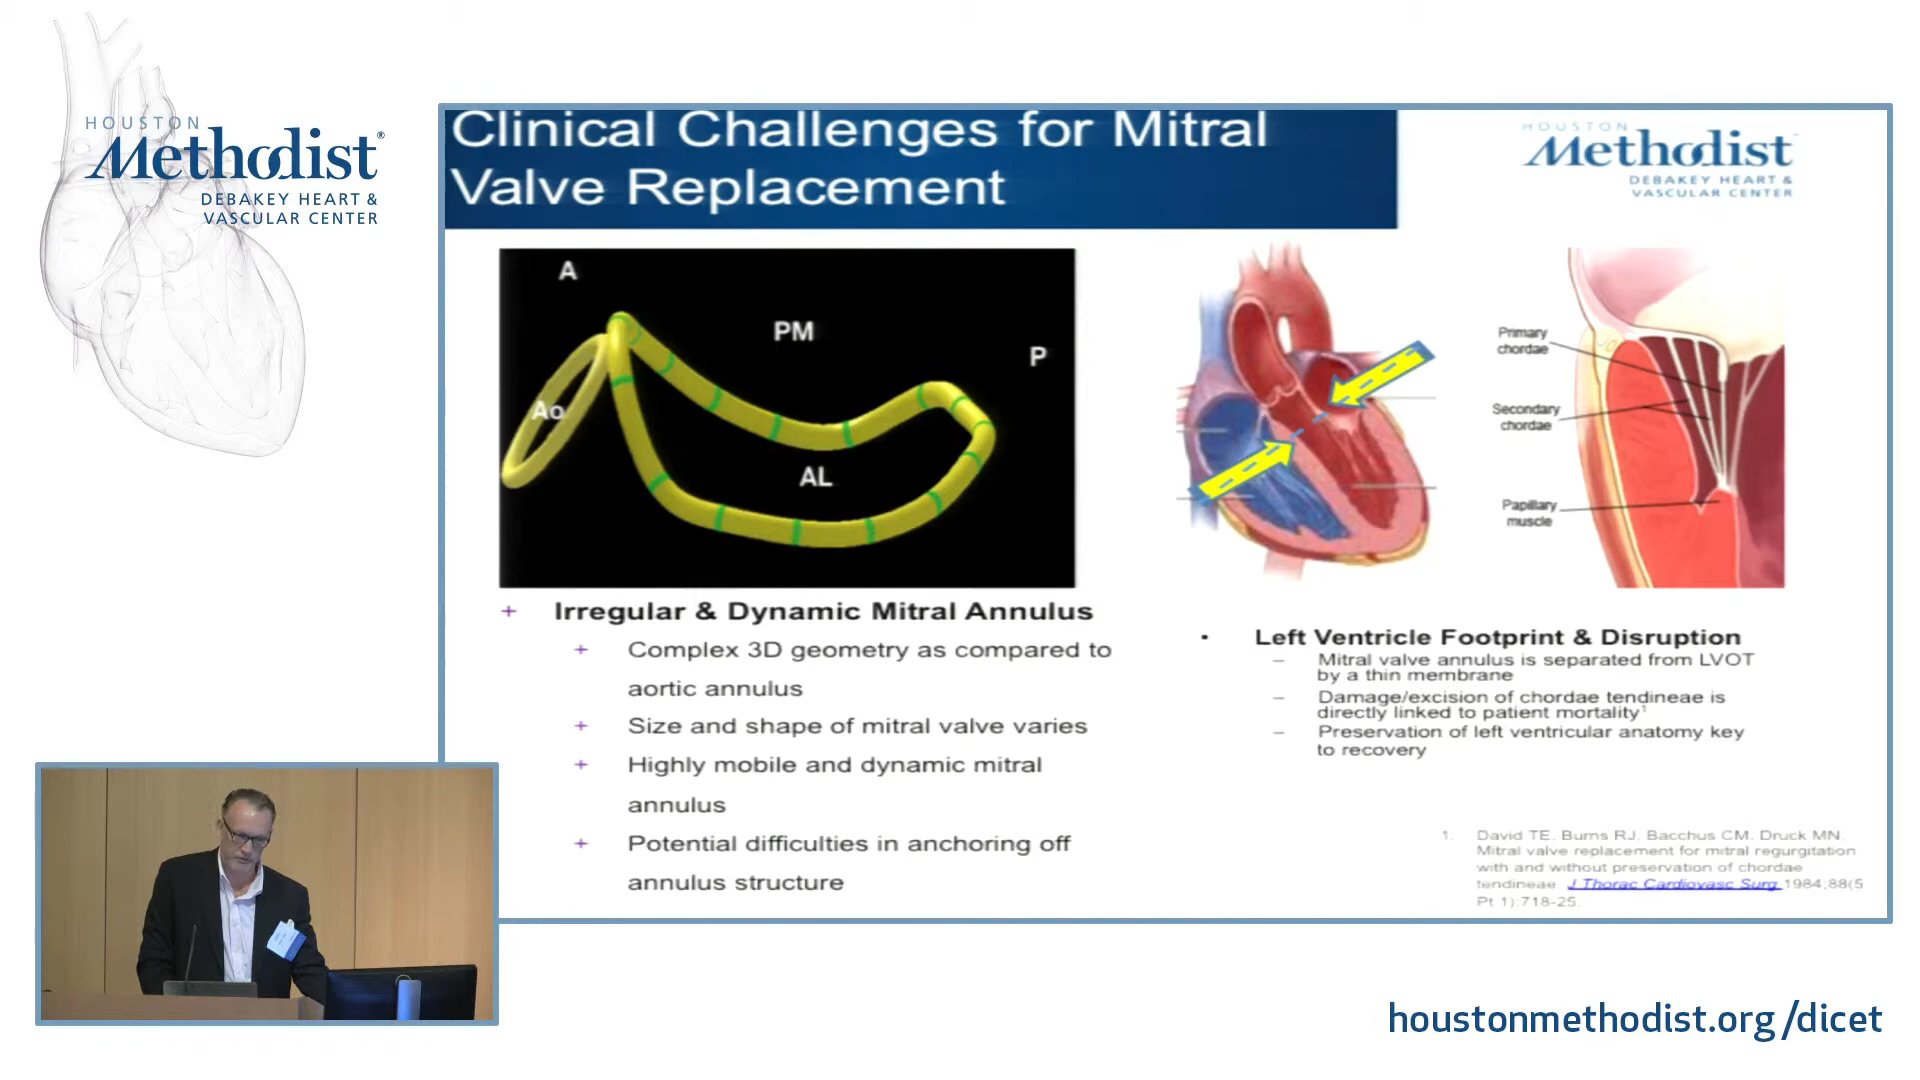 HOUSTON
Methodist®
DEBAKEY HEART &
VASCULAR CENTER
Clinical Challenges for Mitral
Valve Replacement
HOUSTON
Methodist
DEBAKEY HEART &
VASCULAR CENTER
A
PM
P
Ao
AL
Primary
chordae
Secondary
chordae
Papillary
muscle
+ Irregular & Dynamic Mitral Annulus
+ Complex 3D geometry as compared to
aortic annulus
+ Size and shape of mitral valve varies
+ Highly mobile and dynamic mitral
annulus
+ Potential difficulties in anchoring off
annulus structure
• Left Ventricle Footprint & Disruption
– Mitral valve annulus is separated from LVOT
by a thin membrane
– Damage/excision of chordae tendineae is
directly linked to patient mortality¹
– Preservation of left ventricular anatomy key
to recovery
1. David TE, Burns RJ, Bacchus CM, Druck MN.
Mitral valve replacement for mitral regurgitation
with and without preservation of chordae
tendineae. J Thorac Cardiovasc Surg 1984;88(5
Pt 1):718-25.
houstonmethodist.org/dicet